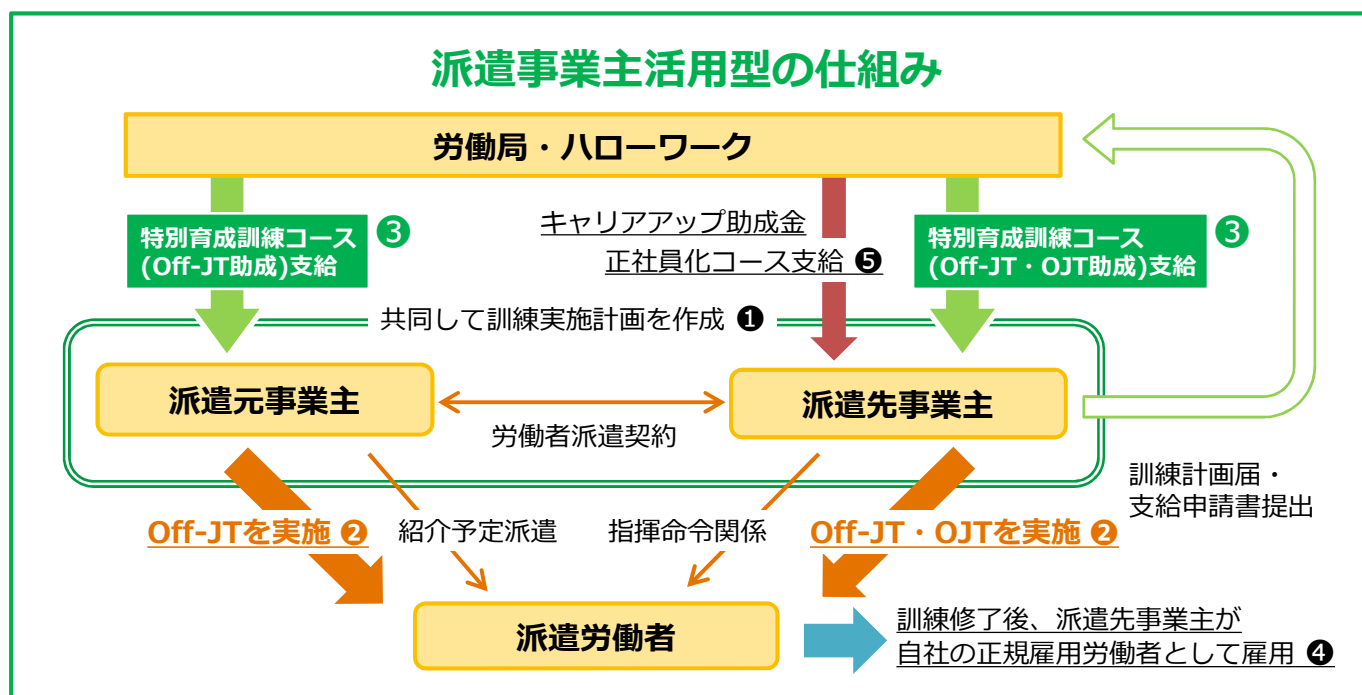 派遣事業主活用型の仕組み
労働局・ハローワーク
特別育成訓練コース
(Off-JT助成)支給
❸
キャリアアップ助成金
正社員化コース支給 ❺
特別育成訓練コース
(Off-JT・OJT助成)支給
❸
共同して訓練実施計画を作成 ❶
派遣元事業主
派遣先事業主
労働者派遣契約
訓練計画届・
支給申請書提出
Off-JTを実施 ❷
紹介予定派遣
指揮命令関係
Off-JT・OJTを実施 ❷
派遣労働者
訓練修了後、派遣先事業主が
自社の正規雇用労働者として雇用 ❹